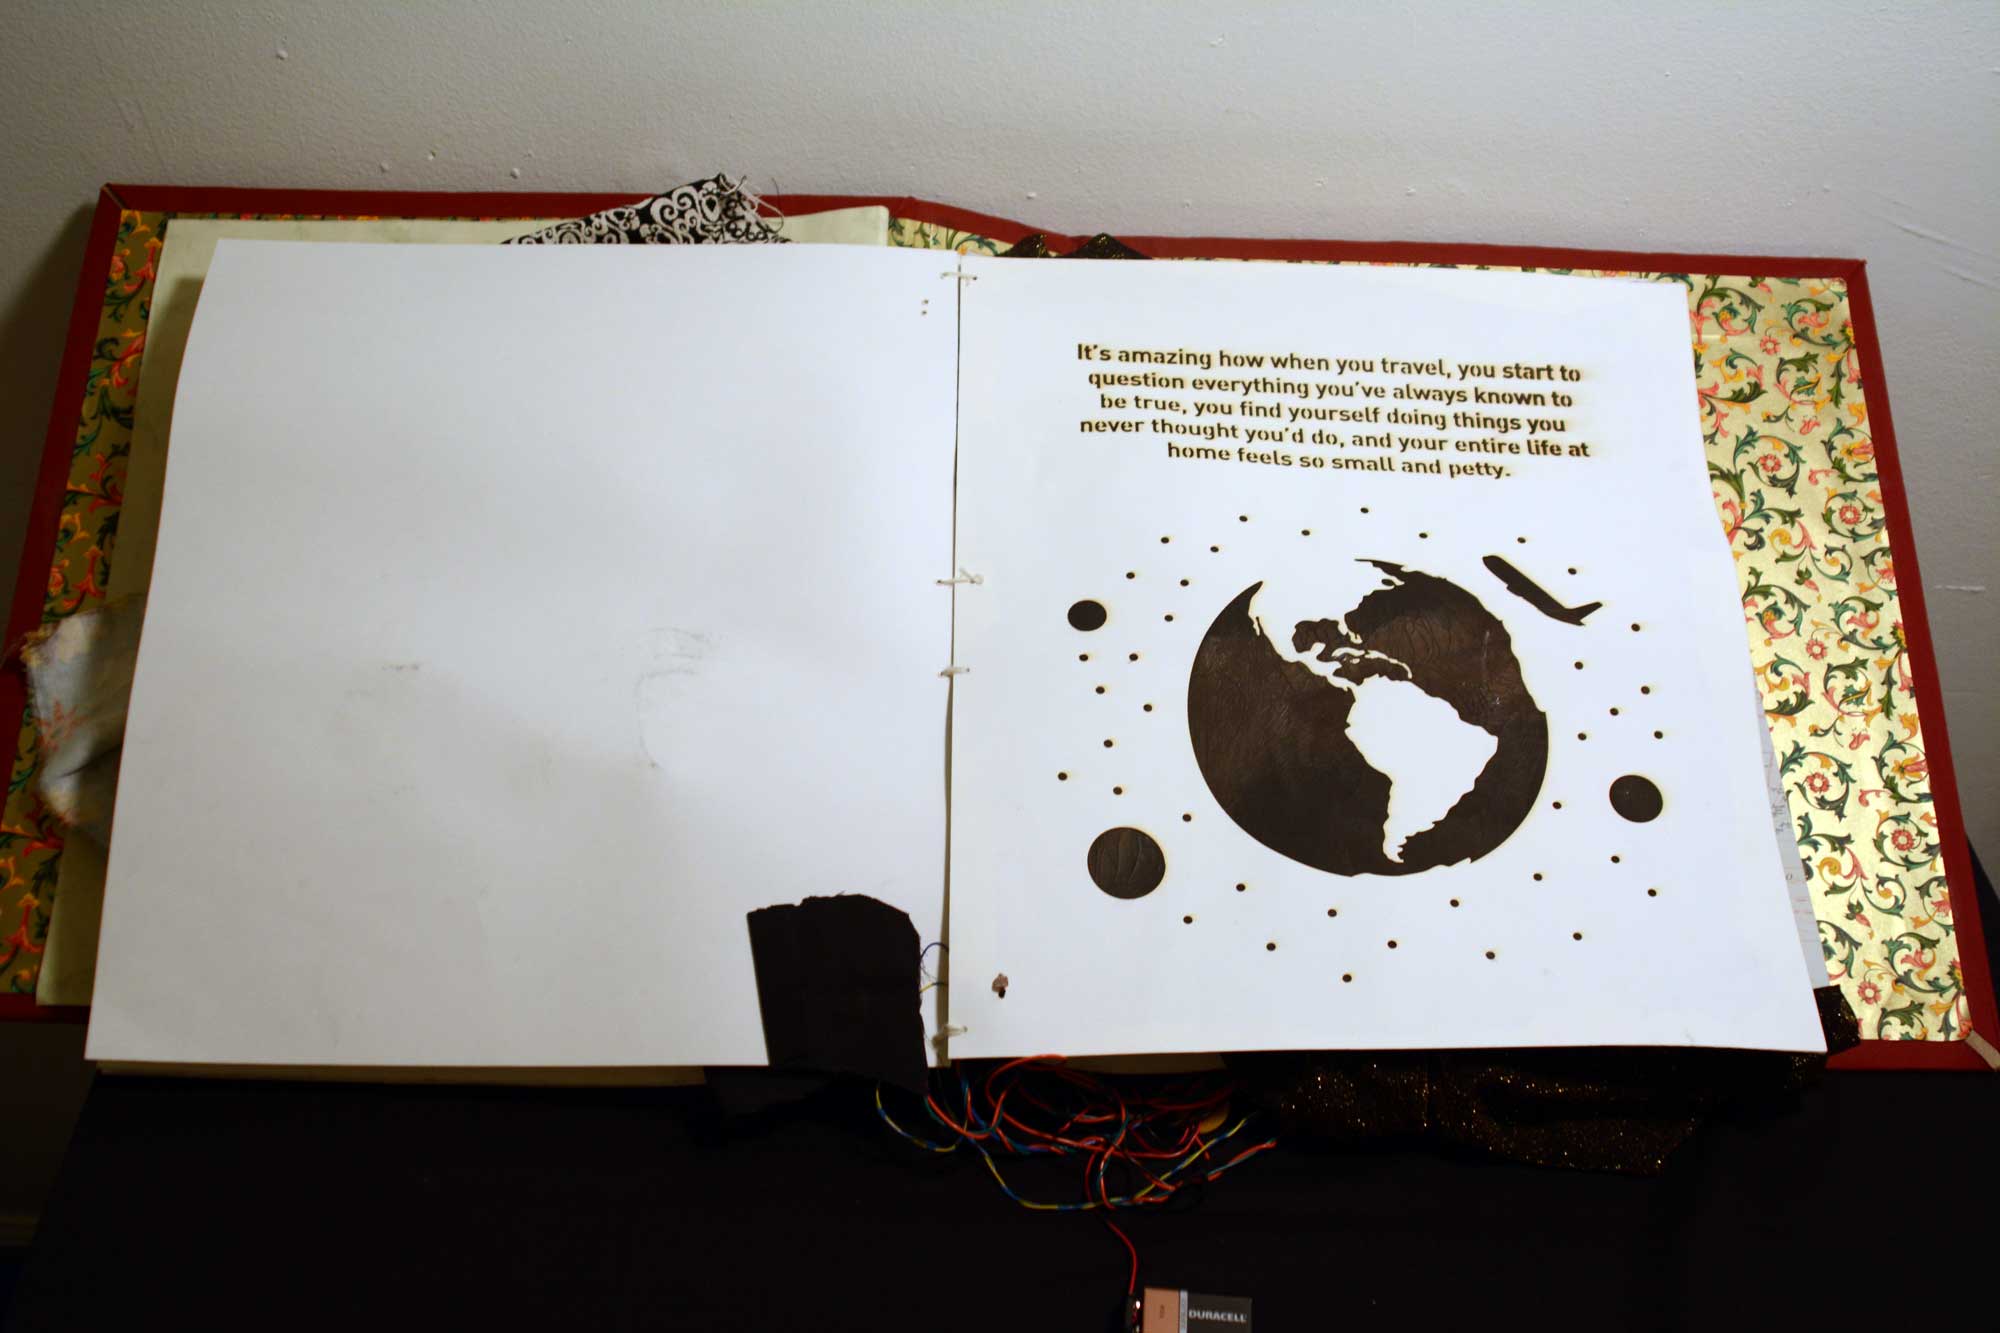 It's amazing how when you travel, you start to
question everything you've always known to
be true, you find yourself doing things you
never thought you'd do, and your entire life at
home feels so small and petty.
DURACELL